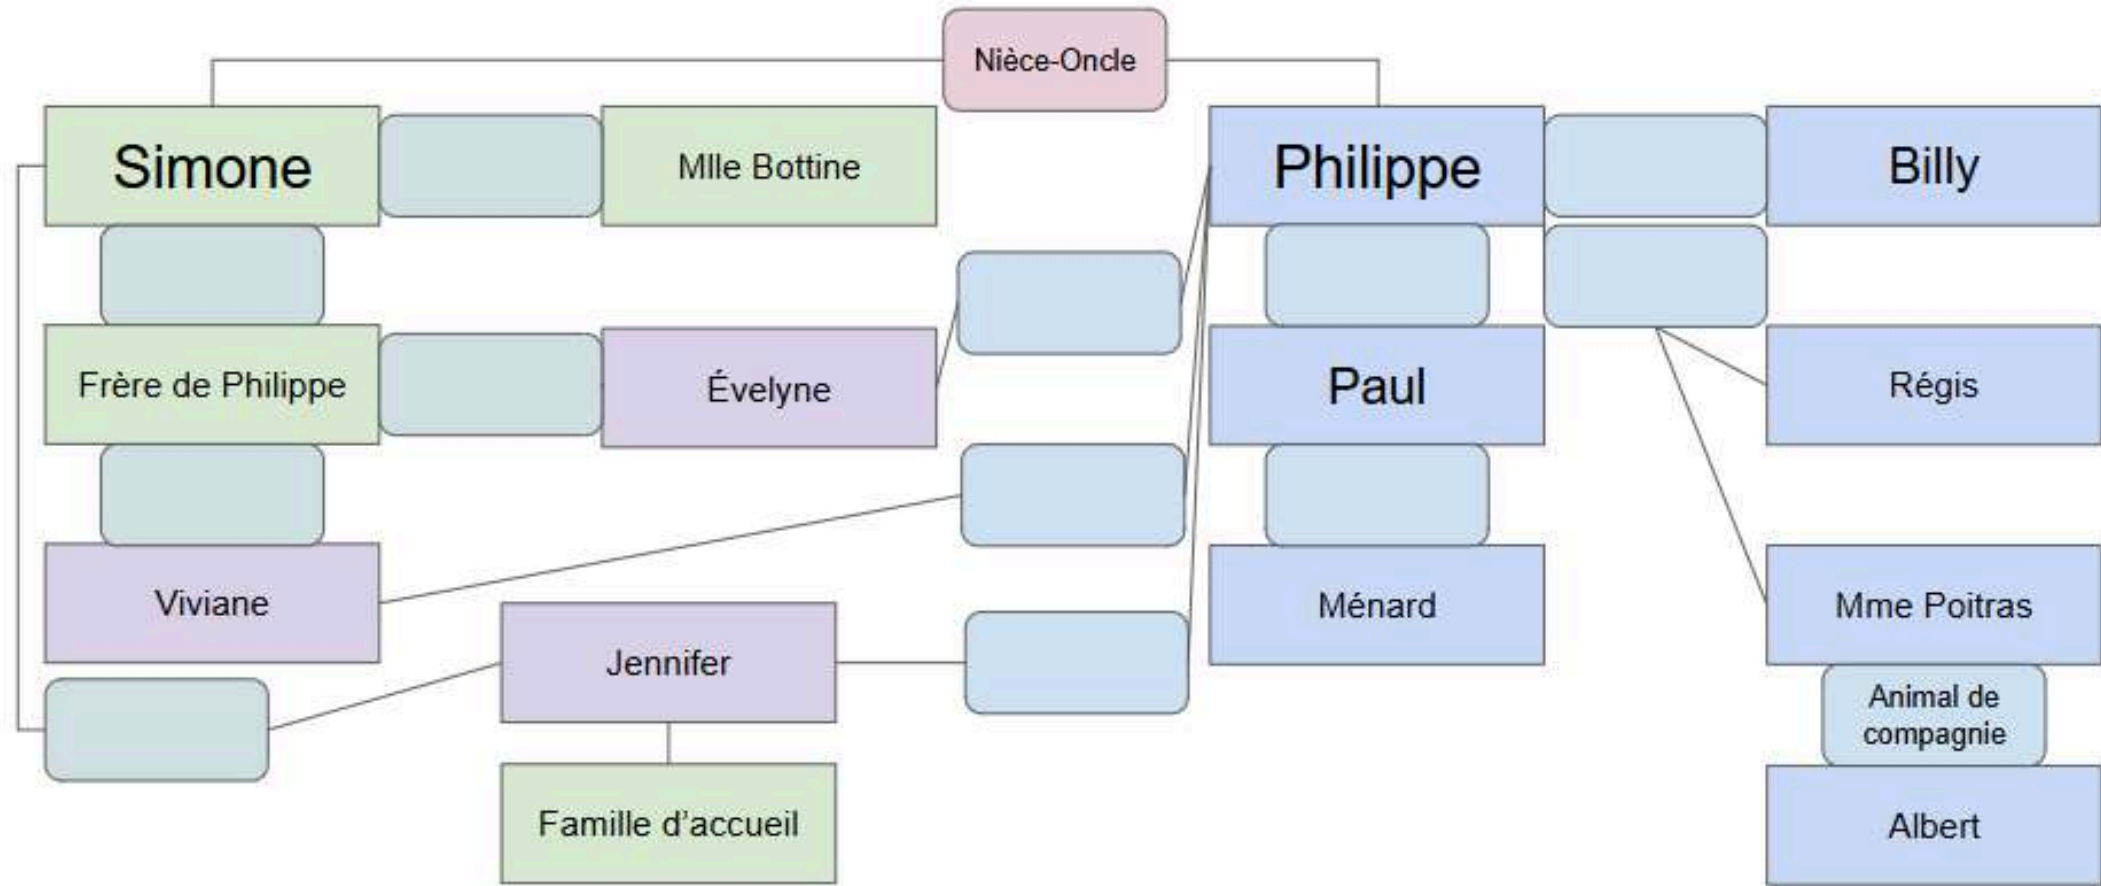 Nièce-Oncle
Simone
Mlle Bottine
Philippe
Billy
Frère de Philippe
Évelyne
Paul
Régis
Viviane
Jennifer
Ménard
Mme Poitras
Animal de
compagnie
Famille d'accueil
Albert